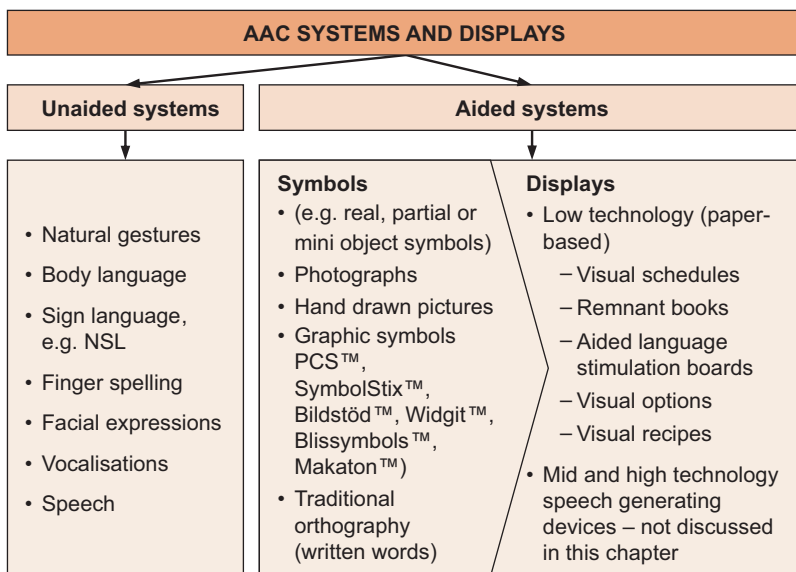 AAC SYSTEMS AND DISPLAYS
Unaided systems
• Natural gestures
• Body language
• Sign language,
e.g. NSL
• Finger spelling
• Facial expressions
• Vocalisations
• Speech
Aided systems
Symbols
• (e.g. real, partial or
mini object symbols)
• Photographs
• Hand drawn pictures
• Graphic symbols
PCS™,
SymbolStix™,
Bildstöd™, Widgit™,
Blissymbols™,
Makaton™)
• Traditional
orthography
(written words)
Displays
• Low technology (paper-
based)
– Visual schedules
– Remnant books
– Aided language
stimulation boards
– Visual options
– Visual recipes
• Mid and high technology
speech generating
devices – not discussed
in this chapter